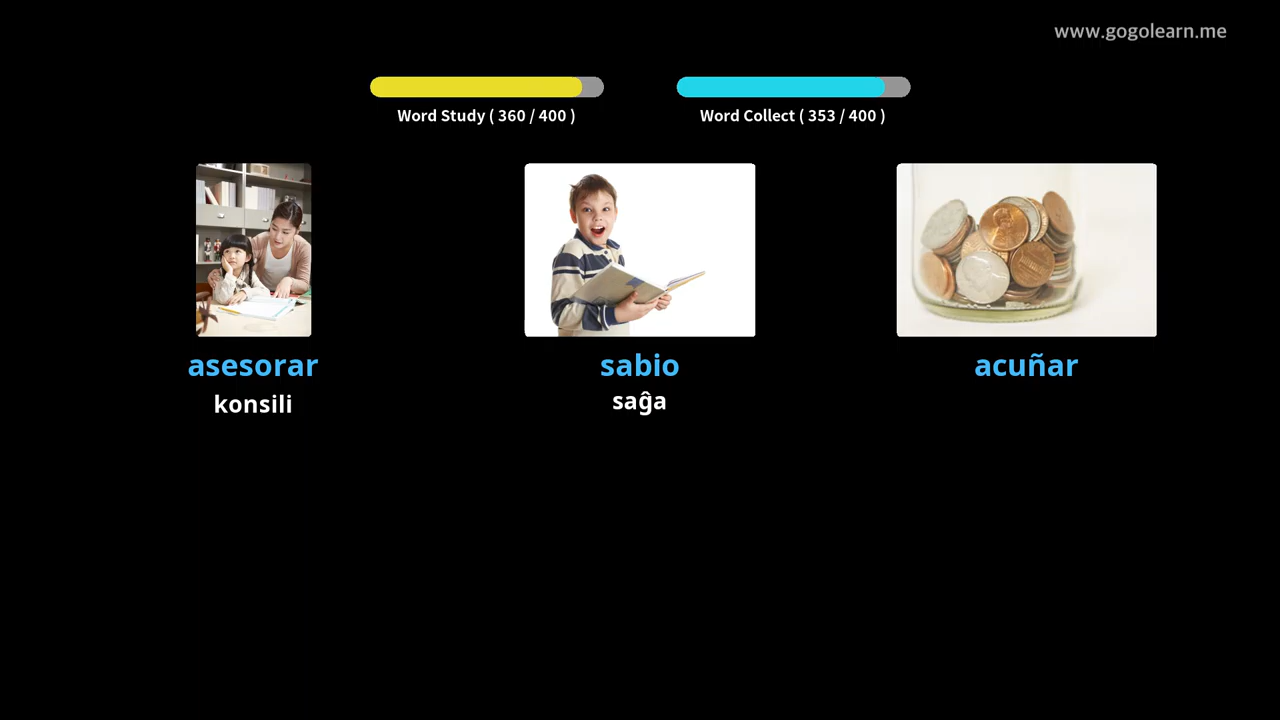 www.gogolearn.me
Word Study ( 360 / 400 )
Word Collect ( 353 / 400 )
asesorar
konsili
sabio
saĝa
acuñar